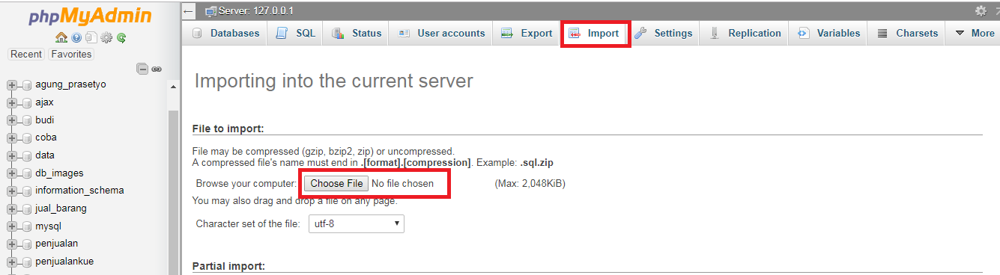 phpMyAdmin
Recent Favorites
agung_prasetyo
ajax
budi
coba
data
db_images
information_schema
jual_barang
mysql
penjualan
penjualankue
Server: 127.0.0.1
Databases SQL Status User accounts Export Import Settings Replication Variables Charsets More
Importing into the current server
File to import:
File may be compressed (gzip, bzip2, zip) or uncompressed.
A compressed file's name must end in .[format].[compression]. Example: .sql.zip
Browse your computer: Choose File No file chosen (Max: 2,048KiB)
You may also drag and drop a file on any page.
Character set of the file: utf-8
Partial import: